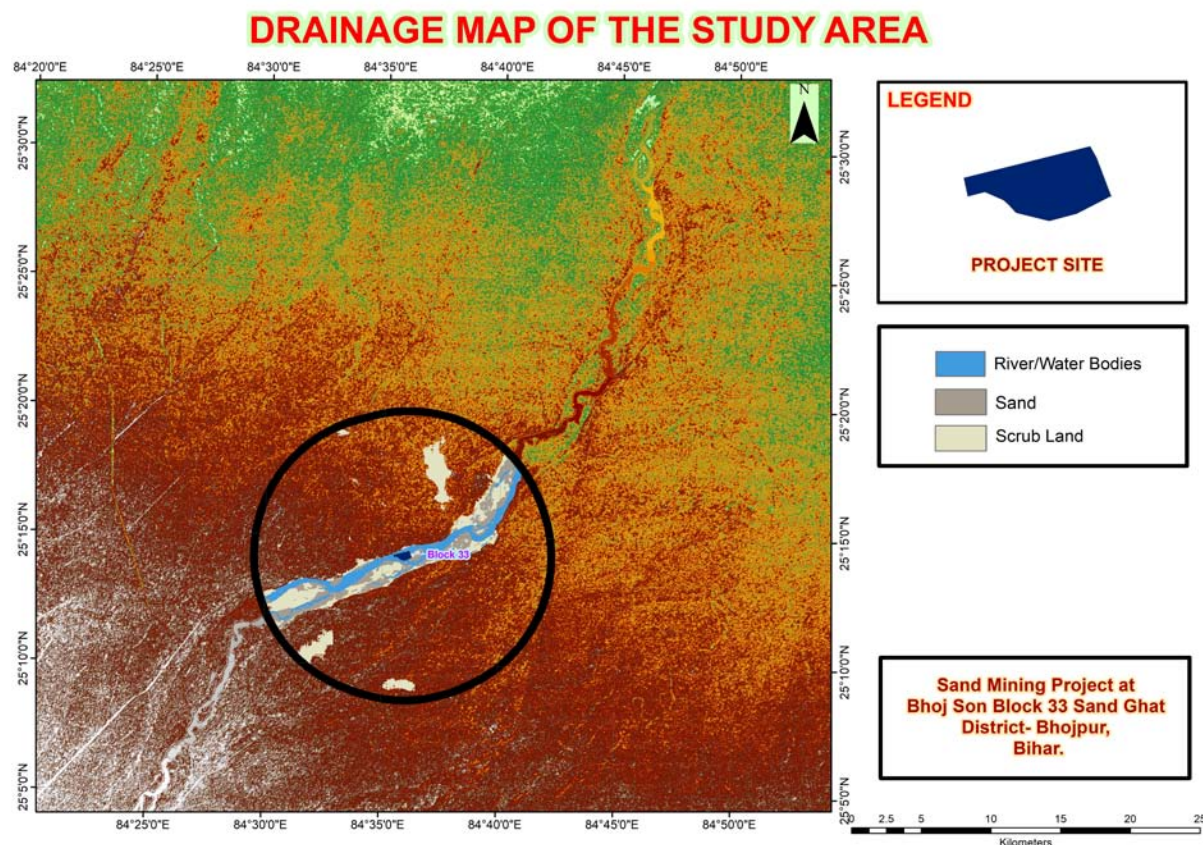 DRAINAGE MAP OF THE STUDY AREA
84°20'0"E 84°25'0"E 84°30'0"E 84°35'0"E 84°40'0"E 84°45'0"E 84°50'0"E
N
25°30'0"N 25°30'0"N
25°25'0"N 25°25'0"N
25°20'0"N 25°20'0"N
25°15'0"N 25°15'0"N
Block 33
25°10'0"N 25°10'0"N
25°5'0"N 25°5'0"N
84°25'0"E 84°30'0"E 84°35'0"E 84°40'0"E 84°45'0"E 84°50'0"E
LEGEND
PROJECT SITE
River/Water Bodies
Sand
Scrub Land
Sand Mining Project at
Bhoj Son Block 33 Sand Ghat
District- Bhojpur,
Bihar.
0 2.5 5 10 15 20 25
Kilometers